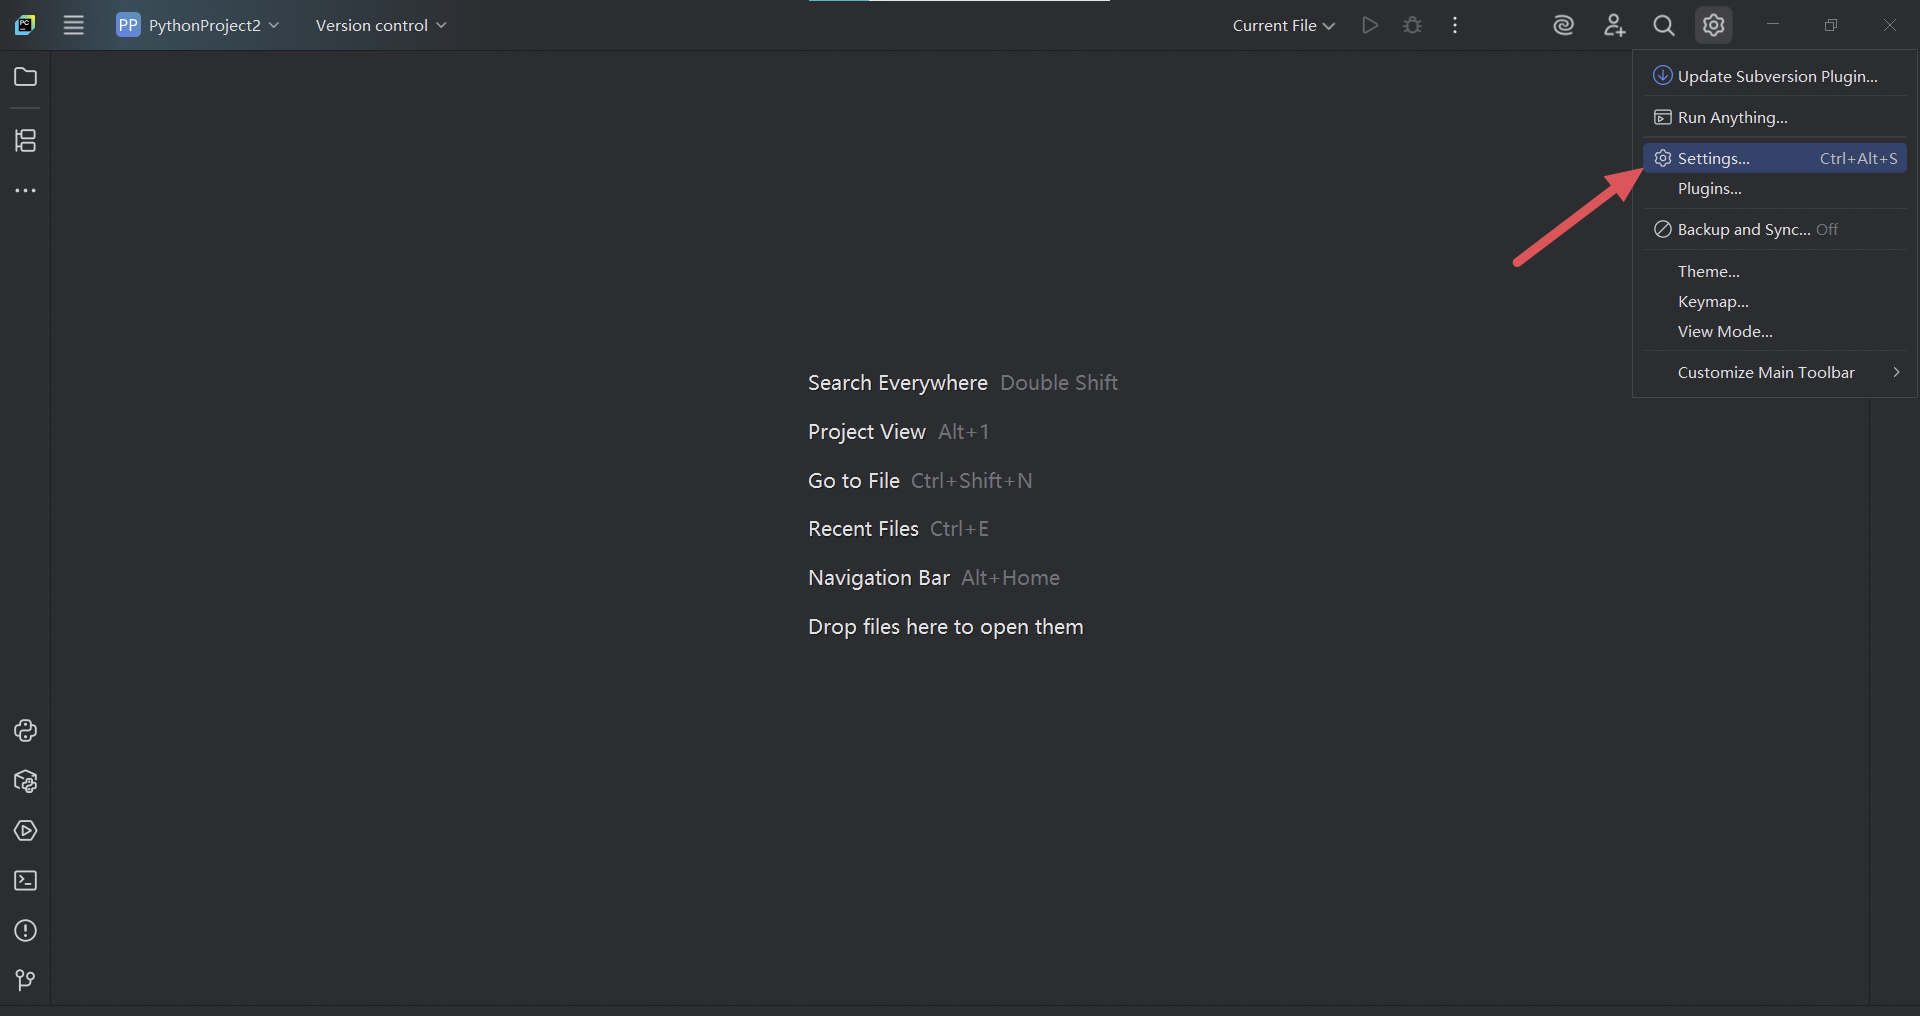 PC
PP PythonProject2
Version control
Current File
Update Subversion Plugin...
Run Anything...
Settings... Ctrl+Alt+S
Plugins...
Backup and Sync... Off
Theme...
Keymap...
View Mode...
Customize Main Toolbar
Search Everywhere Double Shift
Project View Alt+1
Go to File Ctrl+Shift+N
Recent Files Ctrl+E
Navigation Bar Alt+Home
Drop files here to open them